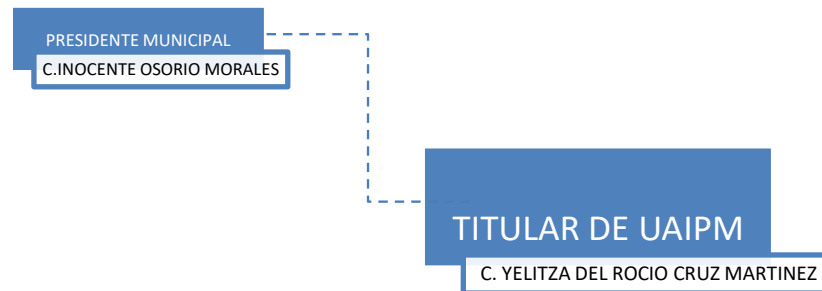 PRESIDENTE MUNICIPAL
C.INOCENTE OSORIO MORALES
TITULAR DE UAIPM
C. YELITZA DEL ROCIO CRUZ MARTINEZ